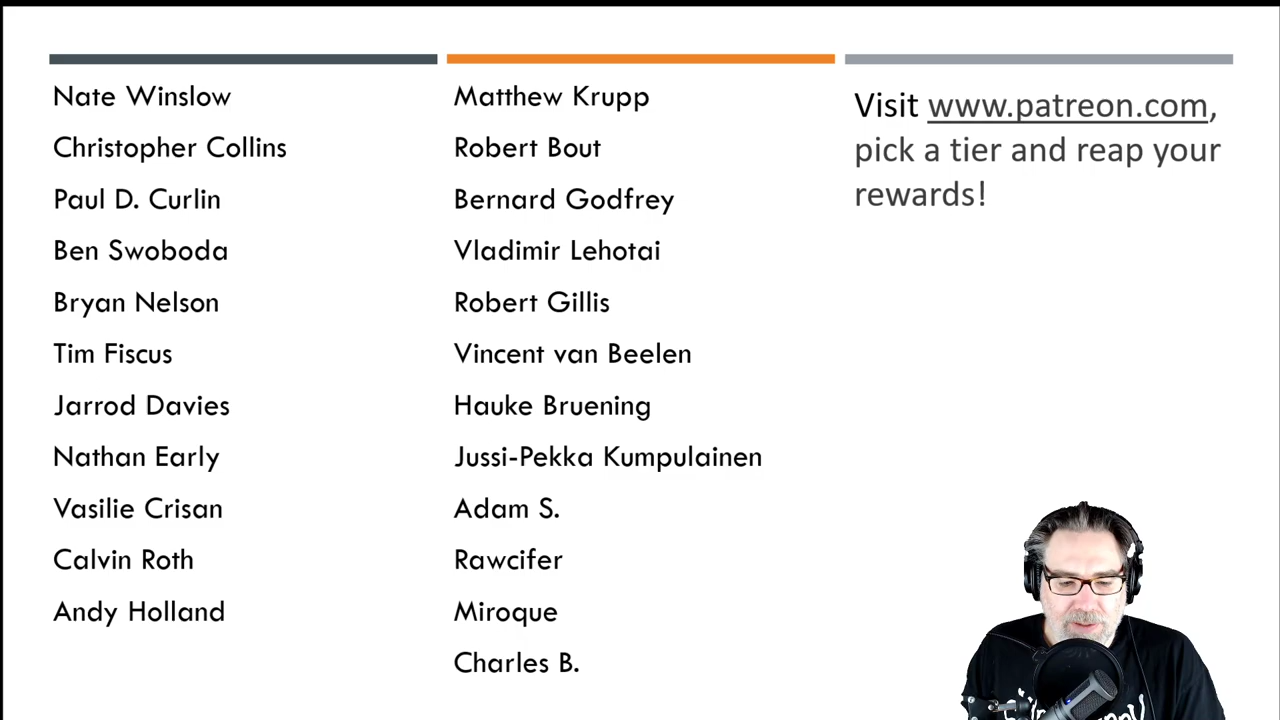 Nate Winslow
Christopher Collins
Paul D. Curlin
Ben Swoboda
Bryan Nelson
Tim Fiscus
Jarrod Davies
Nathan Early
Vasilie Crisan
Calvin Roth
Andy Holland
Matthew Krupp
Robert Bout
Bernard Godfrey
Vladimir Lehotai
Robert Gillis
Vincent van Beelen
Hauke Bruening
Jussi-Pekka Kumpulainen
Adam S.
Rawcifer
Miroque
Charles B.
Visit www.patreon.com,
pick a tier and reap your
rewards!